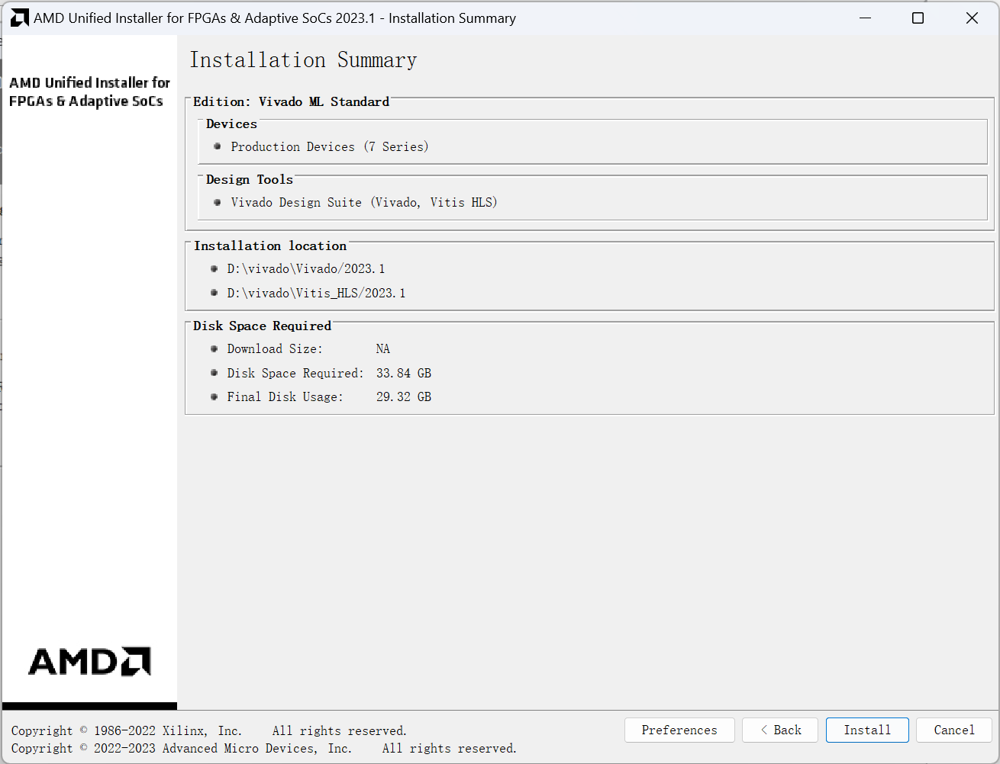 AMD Unified Installer for FPGAs & Adaptive SoCs 2023.1 - Installation Summary
AMD Unified Installer for
FPGAs & Adaptive SoCs
Installation Summary
Edition: Vivado ML Standard
Devices
Production Devices (7 Series)
Design Tools
Vivado Design Suite (Vivado, Vitis HLS)
Installation location
D:\vivado\Vivado/2023.1
D:\vivado\Vitis_HLS/2023.1
Disk Space Required
Download Size: NA
Disk Space Required: 33.84 GB
Final Disk Usage: 29.32 GB
AMD
Copyright © 1986-2022 Xilinx, Inc. All rights reserved.
Copyright © 2022-2023 Advanced Micro Devices, Inc. All rights reserved.
Preferences
< Back
Install
Cancel